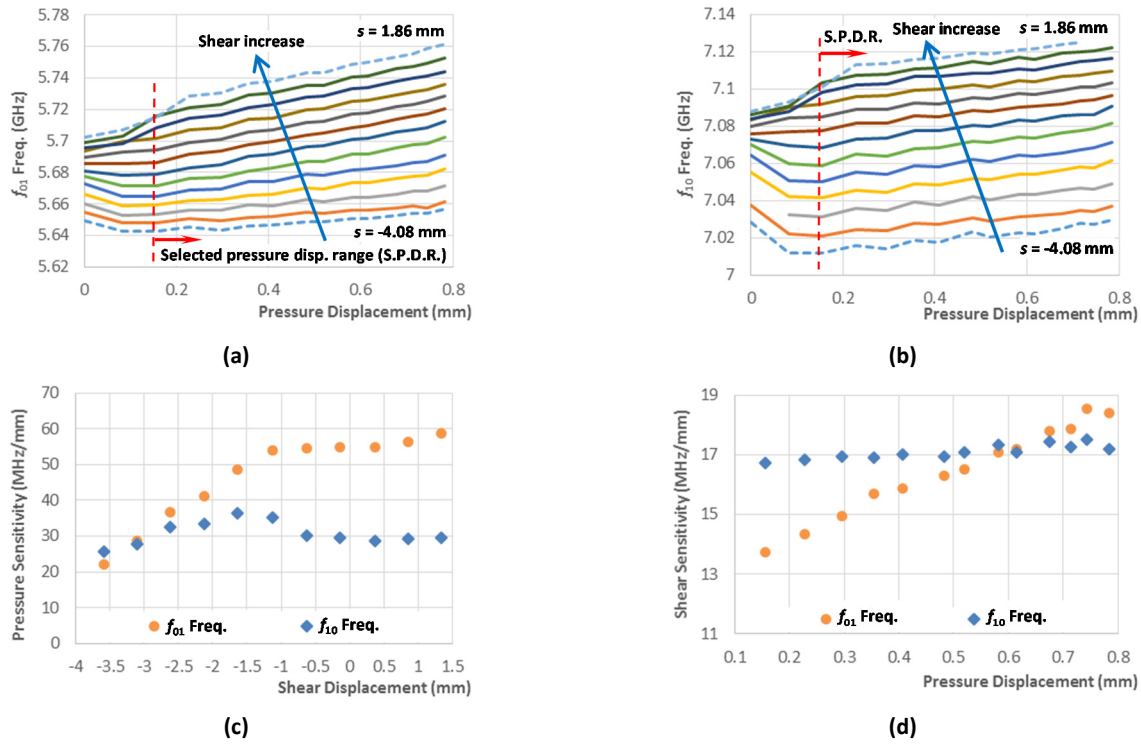 5.78
5.76
5.74
5.72
5.7
5.68
5.66
5.64
5.62
f01 Freq. (GHz)
s = 1.86 mm
Shear increase
s = -4.08 mm
Selected pressure disp. range (S.P.D.R.)
0 0.2 0.4 0.6 0.8
Pressure Displacement (mm)
(a)
7.14
7.12
7.1
7.08
7.06
7.04
7.02
7
f10 Freq. (GHz)
S.P.D.R.
Shear increase
s = 1.86 mm
s = -4.08 mm
0 0.2 0.4 0.6 0.8
Pressure Displacement (mm)
(b)
70
60
50
40
30
20
10
0
Pressure Sensitivity (MHz/mm)
f01 Freq. f10 Freq.
-4 -3.5 -3 -2.5 -2 -1.5 -1 -0.5 0 0.5 1 1.5
Shear Displacement (mm)
(c)
19
17
15
13
11
Shear Sensitivity (MHz/mm)
f01 Freq. f10 Freq.
0.1 0.2 0.3 0.4 0.5 0.6 0.7 0.8
Pressure Displacement (mm)
(d)